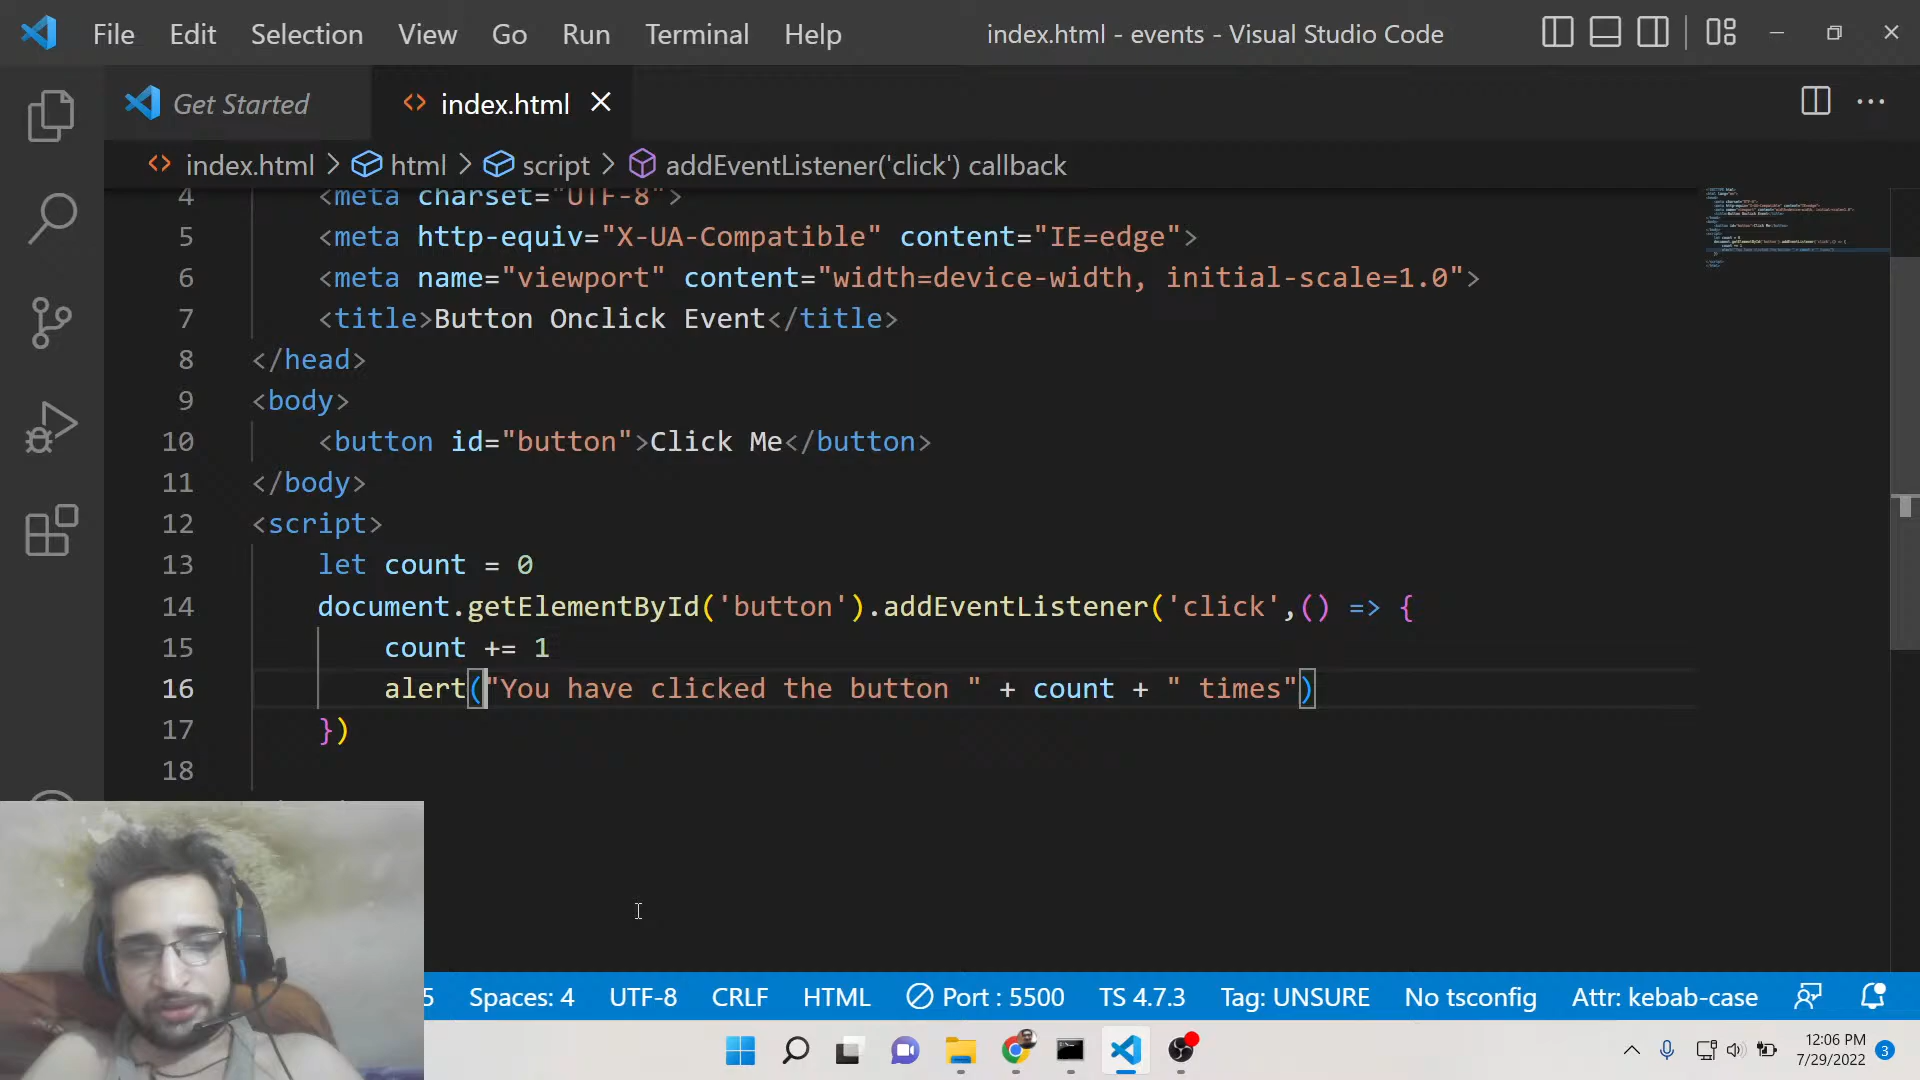 File Edit Selection View Go Run Terminal Help index.html - events - Visual Studio Code
Get Started index.html
index.html > html > script > addEventListener('click') callback
4 <meta charset="UTF-8">
5 <meta http-equiv="X-UA-Compatible" content="IE=edge">
6 <meta name="viewport" content="width=device-width, initial-scale=1.0">
7 <title>Button Onclick Event</title>
8 </head>
9 <body>
10 <button id="button">Click Me</button>
11 </body>
12 <script>
13 let count = 0
14 document.getElementById('button').addEventListener('click',() => {
15 count += 1
16 alert("You have clicked the button " + count + " times")
17 })
18
5 Spaces: 4 UTF-8 CRLF HTML Port : 5500 TS 4.7.3 Tag: UNSURE No tsconfig Attr: kebab-case
12:06 PM
7/29/2022 3